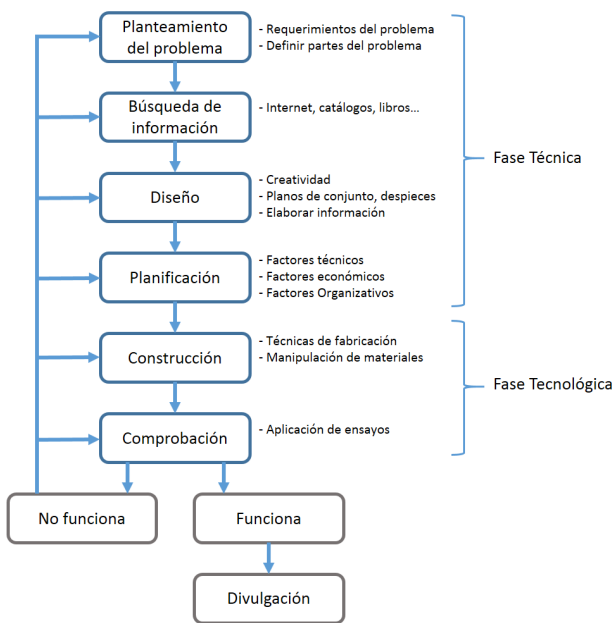 Planteamiento
del problema
- Requerimientos del problema
- Definir partes del problema
Búsqueda de
información
- Internet, catálogos, libros...
Fase Técnica
Diseño
- Creatividad
- Planos de conjunto, despieces
- Elaborar información
Planificación
- Factores técnicos
- Factores económicos
- Factores Organizativos
Construcción
- Técnicas de fabricación
- Manipulación de materiales
Fase Tecnológica
Comprobación
- Aplicación de ensayos
No funciona
Funciona
Divulgación